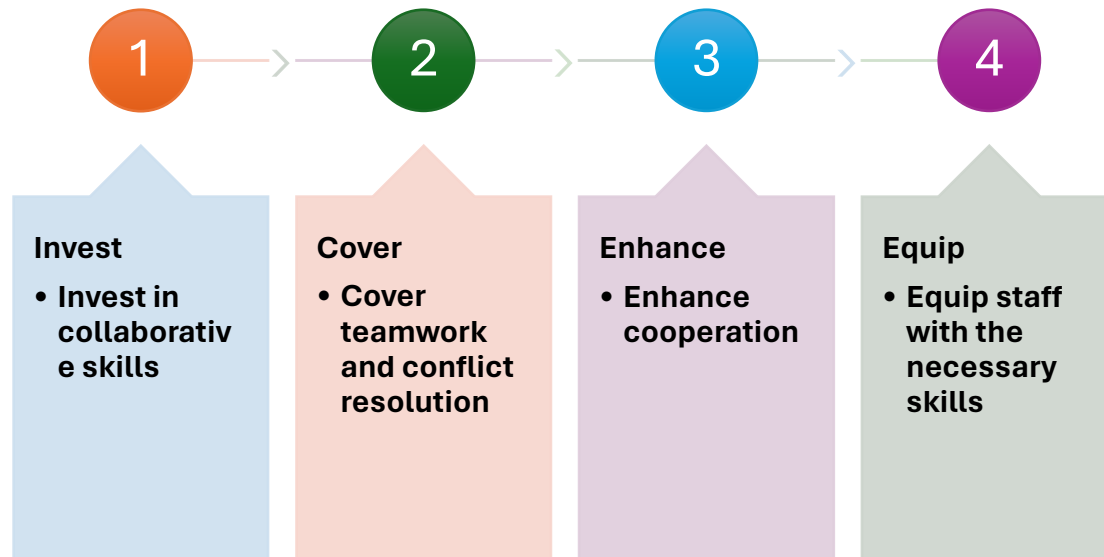 1
2
3
4
Invest
• Invest in
collaborativ
e skills
Cover
• Cover
teamwork
and conflict
resolution
Enhance
• Enhance
cooperation
Equip
• Equip staff
with the
necessary
skills